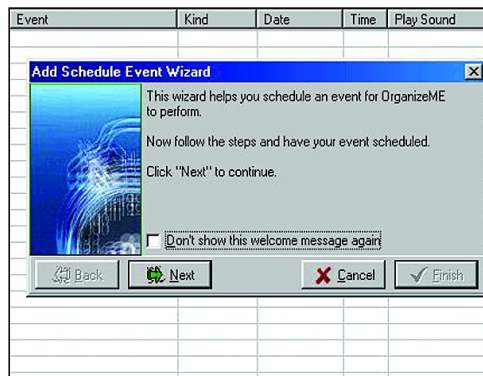 Event Kind Date Time Play Sound
Add Schedule Event Wizard
This wizard helps you schedule an event for OrganizeME
to perform.
Now follow the steps and have your event scheduled.
Click "Next" to continue.
Don't show this welcome message again
Back Next Cancel Finish